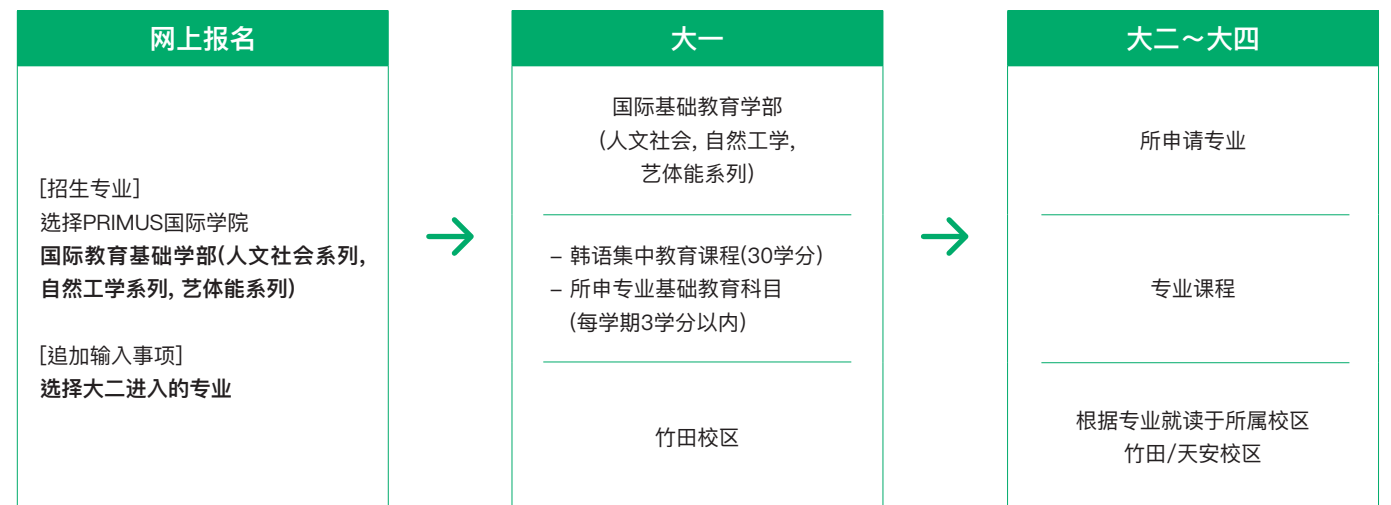 网上报名
[招生专业]
选择PRIMUS国际学院
国际教育基础学部(人文社会系列,
自然工学系列, 艺体能系列)
[追加输入事项]
选择大二进入的专业
大一
国际基础教育学部
(人文社会, 自然工学,
艺体能系列)
– 韩语集中教育课程(30学分)
– 所申专业基础教育科目
(每学期3学分以内)
竹田校区
大二～大四
所申请专业
专业课程
根据专业就读于所属校区
竹田/天安校区